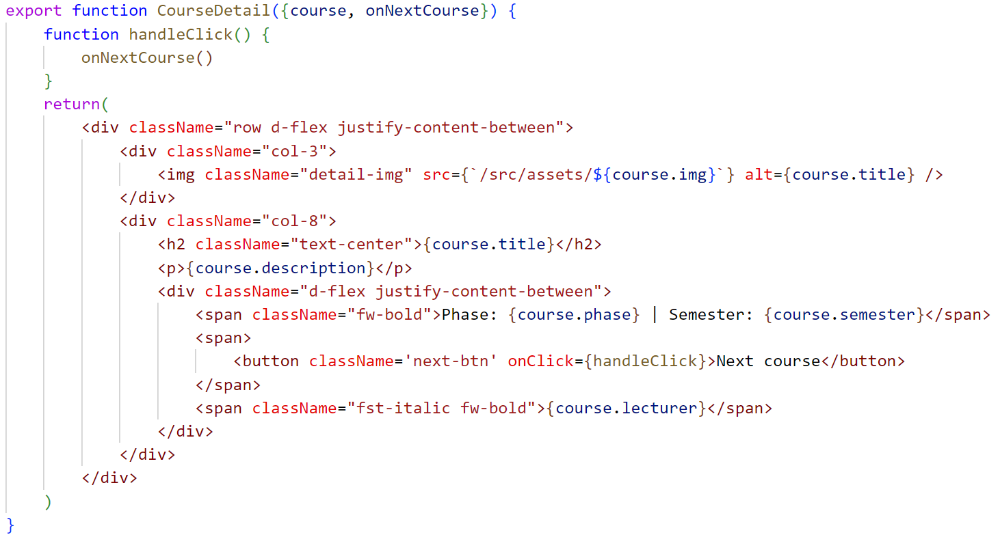 export function CourseDetail({course, onNextCourse}) {
    function handleClick() {
        onNextCourse()
    }
    return(
        <div className="row d-flex justify-content-between">
            <div className="col-3">
                <img className="detail-img" src={`/src/assets/${course.img}`} alt={course.title} />
            </div>
            <div className="col-8">
                <h2 className="text-center">{course.title}</h2>
                <p>{course.description}</p>
                <div className="d-flex justify-content-between">
                    <span className="fw-bold">Phase: {course.phase} | Semester: {course.semester}</span>
                    <span>
                        <button className='next-btn' onClick={handleClick}>Next course</button>
                    </span>
                    <span className="fst-italic fw-bold">{course.lecturer}</span>
                </div>
            </div>
        </div>
    )
}